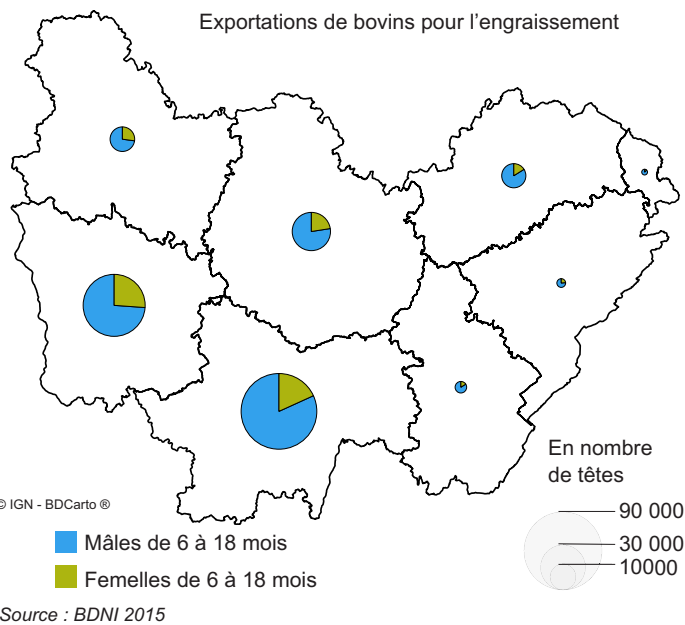 Exportations de bovins pour l'engraissement
En nombre
de têtes
90 000
30 000
10000
© IGN - BDCarto ®
Mâles de 6 à 18 mois
Femelles de 6 à 18 mois
Source : BDNI 2015